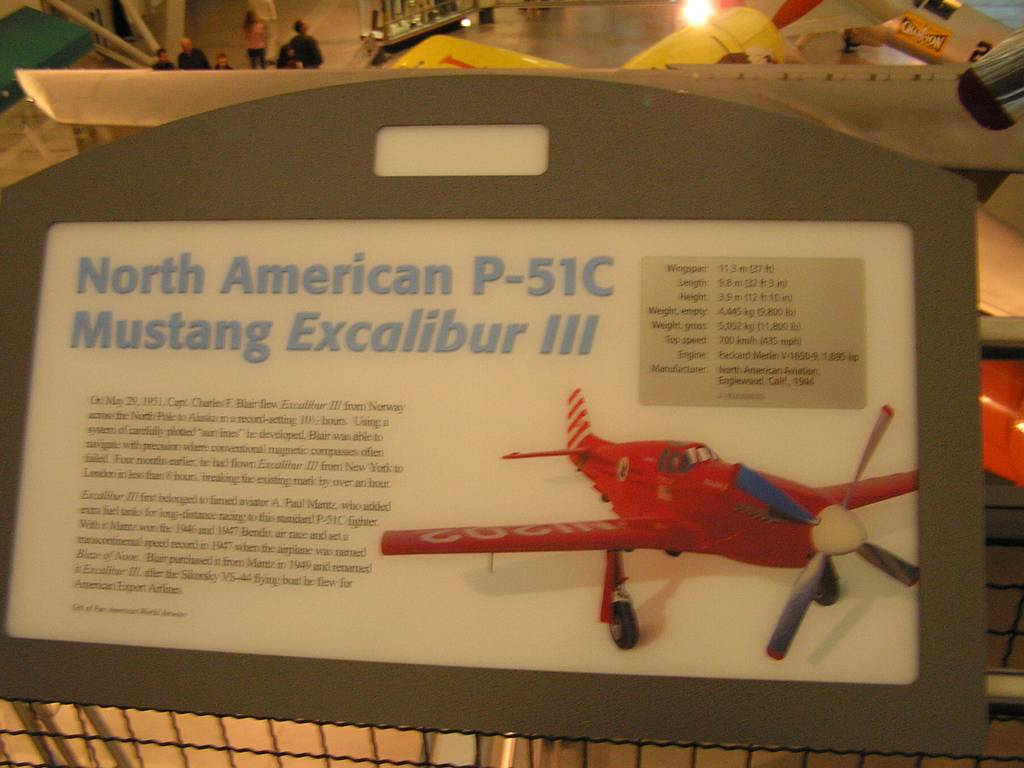 North American P-51C
Mustang Excalibur III
Wingspan: 11.3 m (37 ft)
Length: 9.8 m (32 ft 3 in)
Height: 3.9 m (12 ft 10 in)
Weight, empty: 4,445 kg (9,800 lb)
Weight, gross: 5,052 kg (11,800 lb)
Top speed: 700 km/h (435 mph)
Engine: Packard Merlin V-1650-9, 1,695 hp
Manufacturer: North American Aviation,
Englewood, Calif., 1944
On May 29, 1951, Capt. Charles F. Blair flew Excalibur III from Norway
across the North Pole to Alaska in a record-setting 10½ hours. Using a
system of carefully plotted "sun lines" he developed, Blair was able to
navigate with precision where conventional magnetic compasses often
failed. Four months earlier, he had flown Excalibur III from New York to
London in less than 8 hours, breaking the existing mark by over an hour.
Excalibur III first belonged to famed aviator A. Paul Mantz, who added
extra fuel tanks for long-distance racing to this standard P-51C fighter.
With it Mantz won the 1946 and 1947 Bendix air race and set a
transcontinental speed record in 1947 when the airplane was named
Blaze of Noon. Blair purchased it from Mantz in 1949 and renamed
it Excalibur III, after the Sikorsky VS-44 flying boat he flew for
American Export Airlines.
Gift of Pan American World Airways
CHAMPION